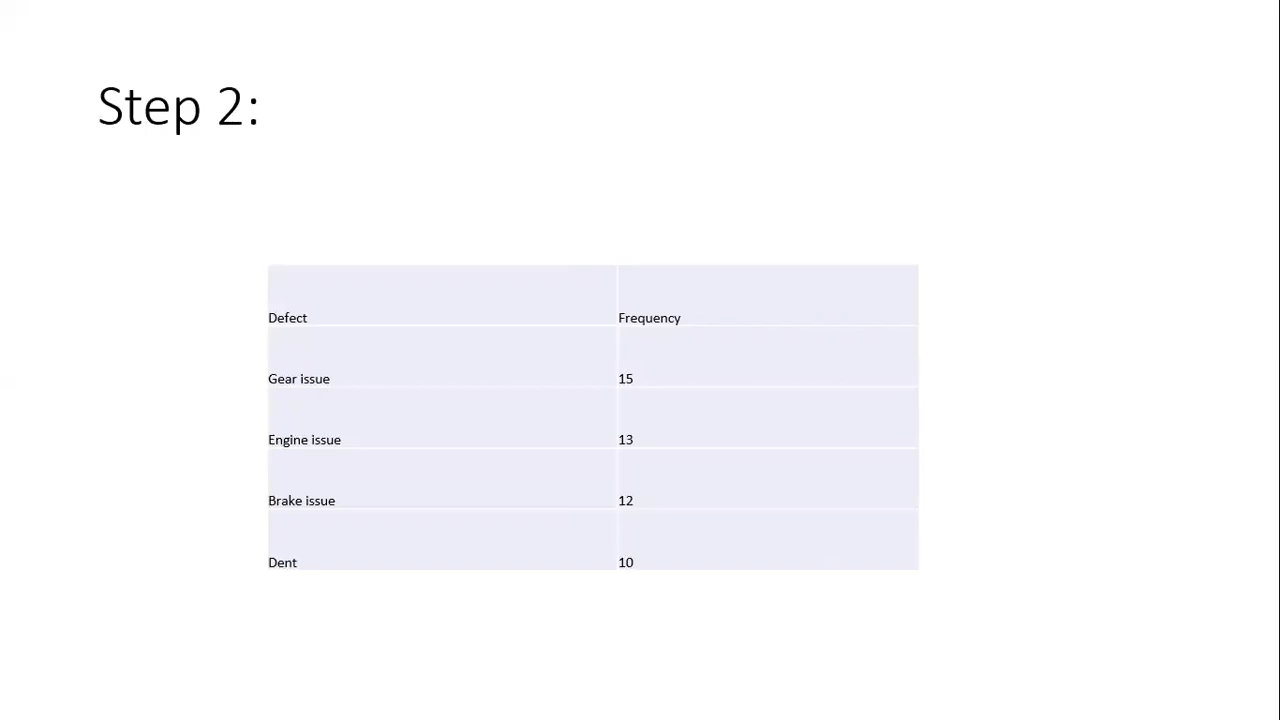 Step 2:
Defect Frequency
Gear issue 15
Engine issue 13
Brake issue 12
Dent 10